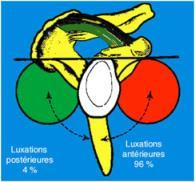 Luxations
postérieures
4 %
Luxations
antérieures
96 %